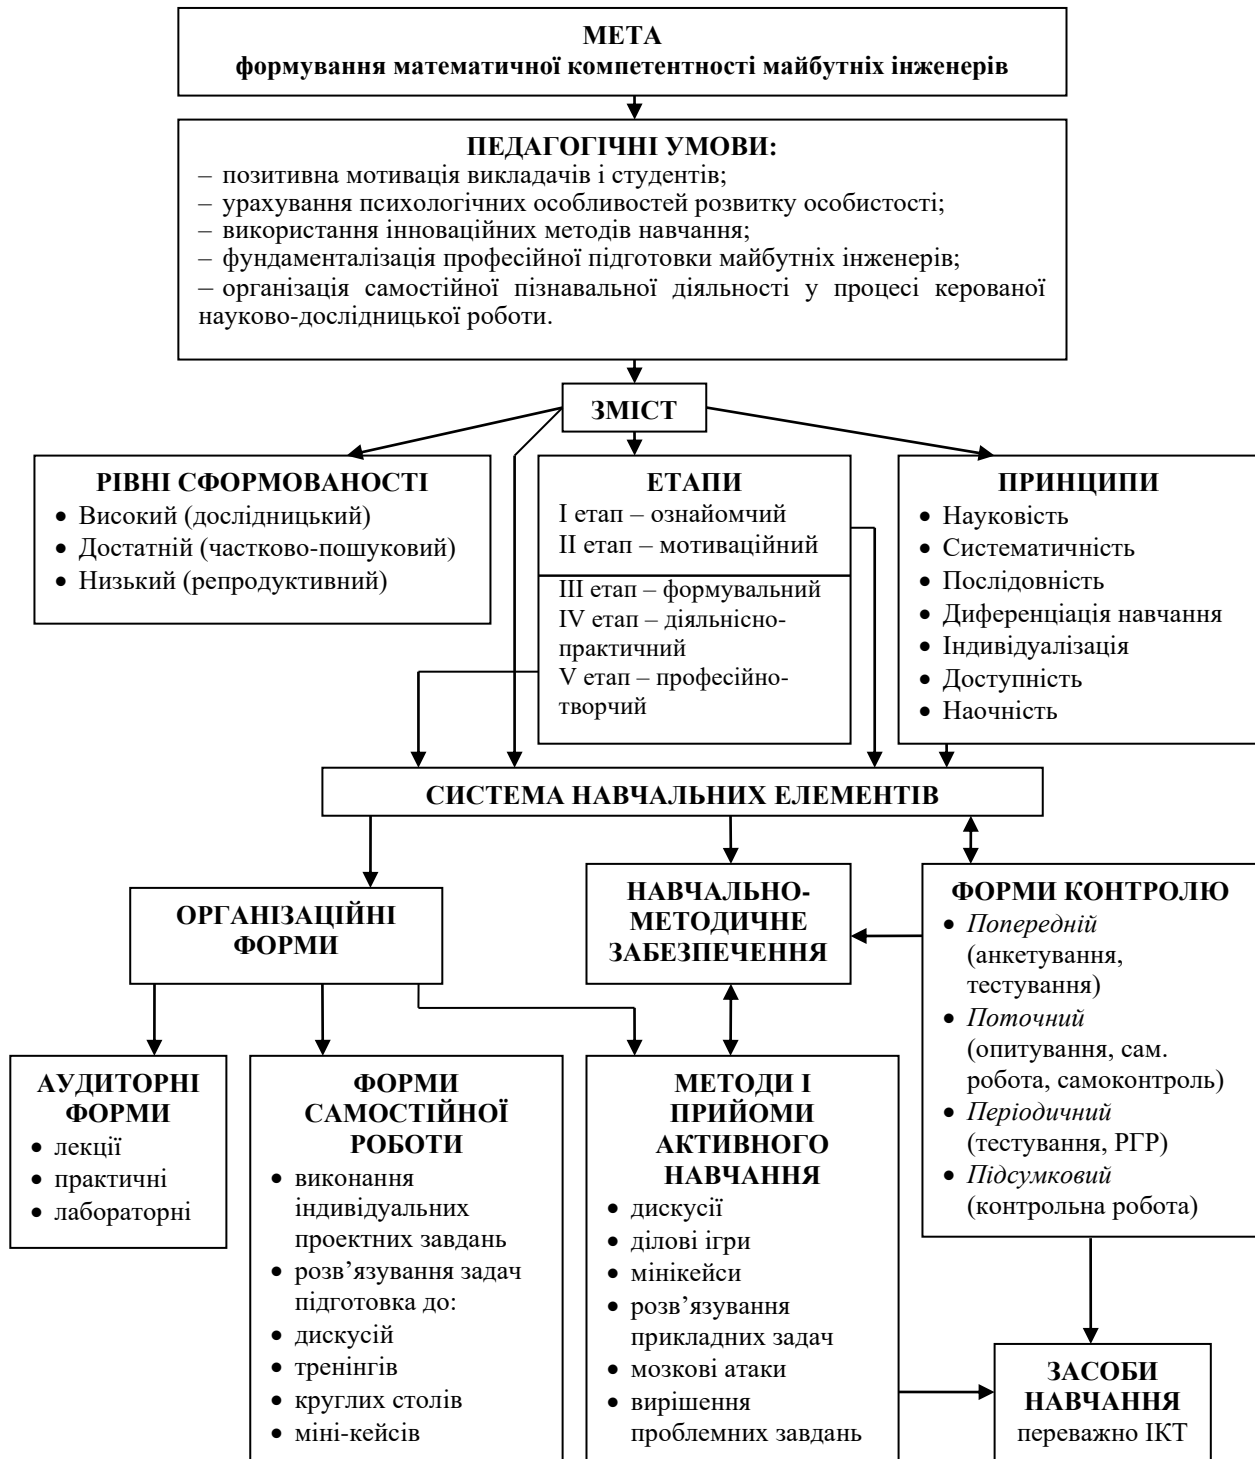 МЕТА
формування математичної компетентності майбутніх інженерів
ПЕДАГОГІЧНІ УМОВИ:
– позитивна мотивація викладачів і студентів;
– урахування психологічних особливостей розвитку особистості;
– використання інноваційних методів навчання;
– фундаменталізація професійної підготовки майбутніх інженерів;
– організація самостійної пізнавальної діяльності у процесі керованої
науково-дослідницької роботи.
ЗМІСТ
РІВНІ СФОРМОВАНОСТІ
• Високий (дослідницький)
• Достатній (частково-пошуковий)
• Низький (репродуктивний)
ЕТАПИ
І етап – ознайомчий
ІІ етап – мотиваційний
ІІІ етап – формувальний
IV етап – діяльнісно-
практичний
V етап – професійно-
творчий
ПРИНЦИПИ
• Науковість
• Систематичність
• Послідовність
• Диференціація навчання
• Індивідуалізація
• Доступність
• Наочність
СИСТЕМА НАВЧАЛЬНИХ ЕЛЕМЕНТІВ
ОРГАНІЗАЦІЙНІ
ФОРМИ
НАВЧАЛЬНО-
МЕТОДИЧНЕ
ЗАБЕЗПЕЧЕННЯ
ФОРМИ КОНТРОЛЮ
• Попередній
(анкетування,
тестування)
• Поточний
(опитування, сам.
робота, самоконтроль)
• Періодичний
(тестування, РГР)
• Підсумковий
(контрольна робота)
АУДИТОРНІ
ФОРМИ
• лекції
• практичні
• лабораторні
ФОРМИ
САМОСТІЙНОЇ
РОБОТИ
• виконання
індивідуальних
проектних завдань
• розв’язування задач
підготовка до:
• дискусій
• тренінгів
• круглих столів
• міні-кейсів
МЕТОДИ І
ПРИЙОМИ
АКТИВНОГО
НАВЧАННЯ
• дискусії
• ділові ігри
• мінікейси
• розв’язування
прикладних задач
• мозкові атаки
• вирішення
проблемних завдань
ЗАСОБИ
НАВЧАННЯ
переважно ІКТ